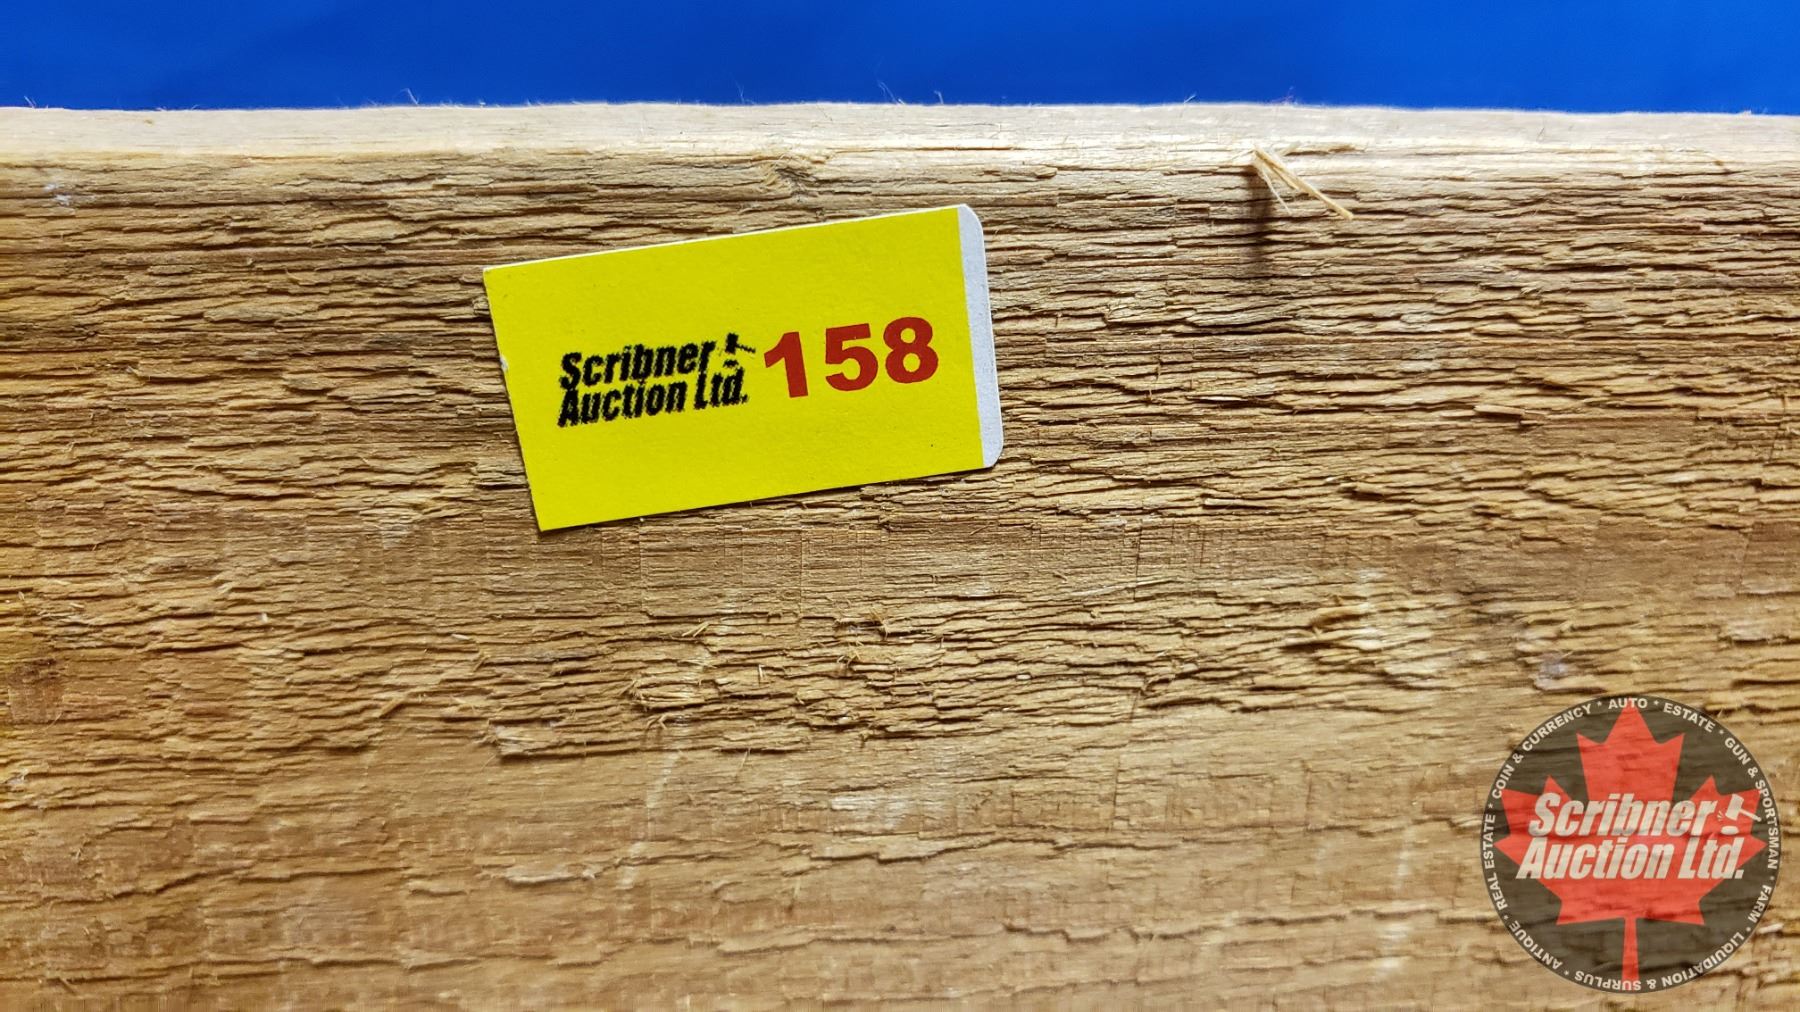 Scribner
Auction Ltd.
158
COIN & CURRENCY * AUTO * ESTATE * GUN & SPORTSMAN * FARM * LIQUIDATION & SURPLUS * ANTIQUE * REAL ESTATE *
Scribner
Auction Ltd.